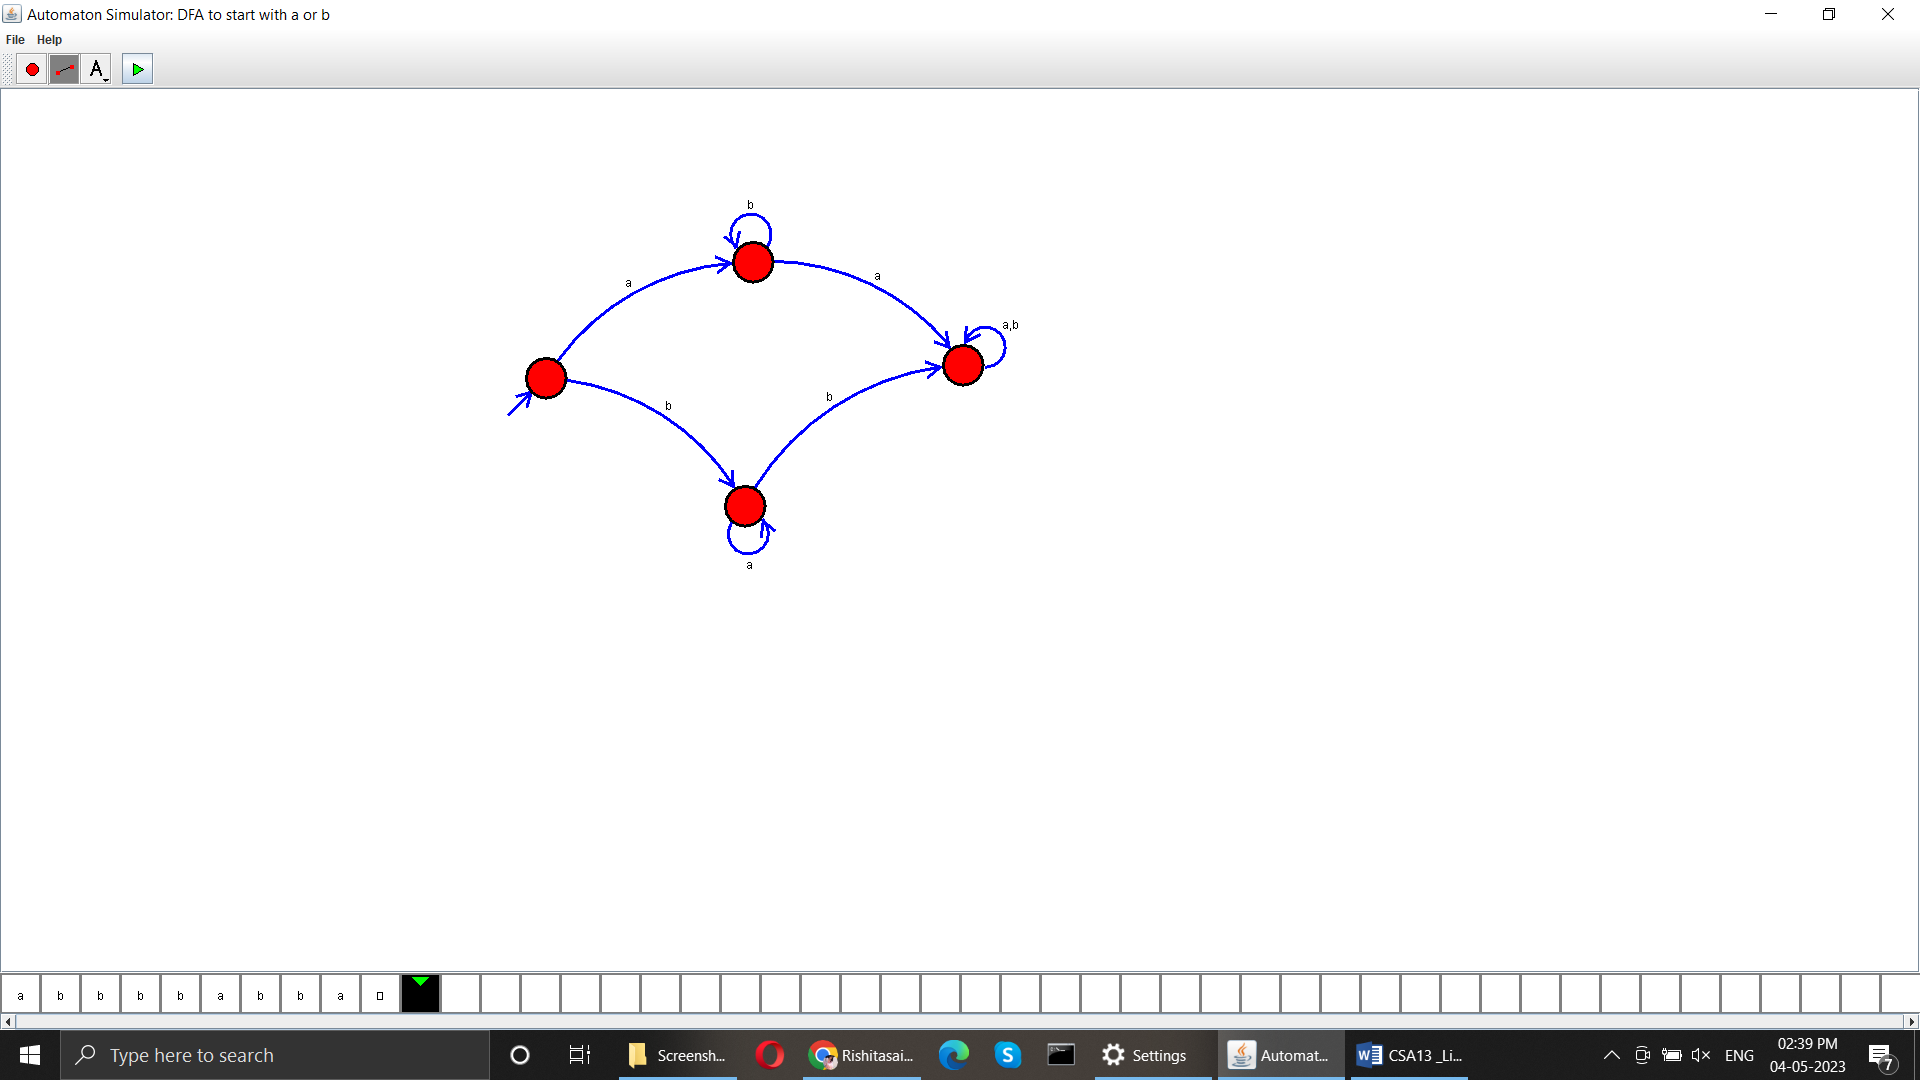 Automaton Simulator: DFA to start with a or b
File Help
A
b
a
a
a,b
b
b
a
a b b b b a b b a
Type here to search
Screensh...
Rishitasai...
Settings
Automat...
CSA13 _Li...
ENG
02:39 PM
04-05-2023
7